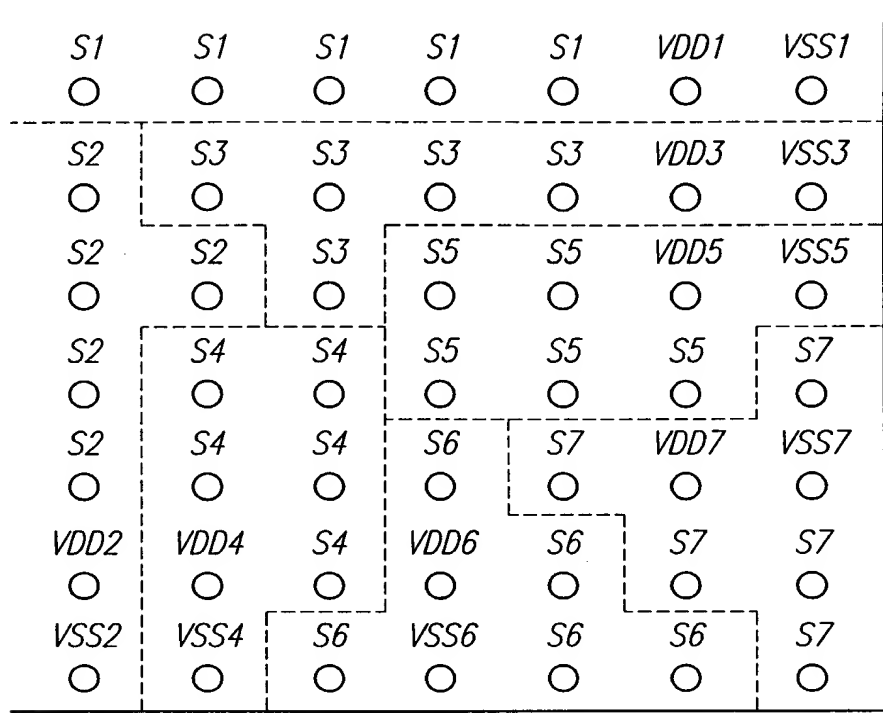 S1 S1 S1 S1 S1 VDD1 VSS1
S2 S3 S3 S3 S3 VDD3 VSS3
S2 S2 S3 S5 S5 VDD5 VSS5
S2 S4 S4 S5 S5 S5 S7
S2 S4 S4 S6 S7 VDD7 VSS7
VDD2 VDD4 S4 VDD6 S6 S7 S7
VSS2 VSS4 S6 VSS6 S6 S6 S7